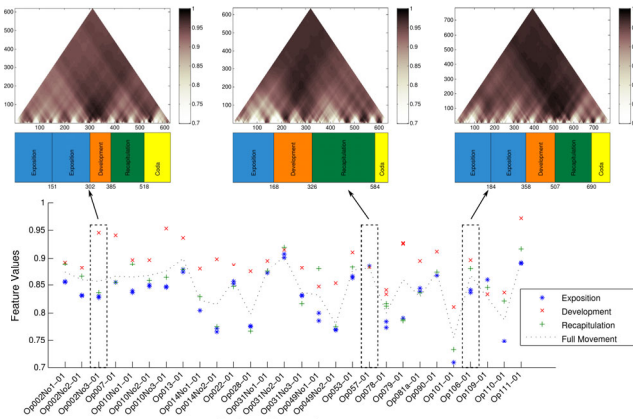 600
500
400
300
200
100
100 200 300 400 500 600
1
0.95
0.9
0.85
0.8
0.75
0.7
Exposition
Exposition
Development
Recapitulation
Coda
151 302 385 518
600
500
400
300
200
100
100 200 300 400 500 600
1
0.95
0.9
0.85
0.8
0.75
0.7
Exposition
Development
Recapitulation
Coda
168 326 584
700
600
500
400
300
200
100
100 200 300 400 500 600 700
1
0.95
0.9
0.85
0.8
0.75
0.7
Exposition
Exposition
Development
Recapitulation
Coda
184 358 507 690
Feature Values
1
0.95
0.9
0.85
0.8
0.75
0.7
Exposition
Development
Recapitulation
Full Movement
Op002No1-01
Op002No2-01
Op002No3-01
Op007-01
Op010No1-01
Op010No2-01
Op010No3-01
Op013-01
Op014No1-01
Op014No2-01
Op022-01
Op028-01
Op031No1-01
Op031No2-01
Op031No3-01
Op049No1-01
Op049No2-01
Op053-01
Op057-01
Op078-01
Op079-01
Op081a-01
Op090-01
Op101-01
Op106-01
Op109-01
Op110-01
Op111-01